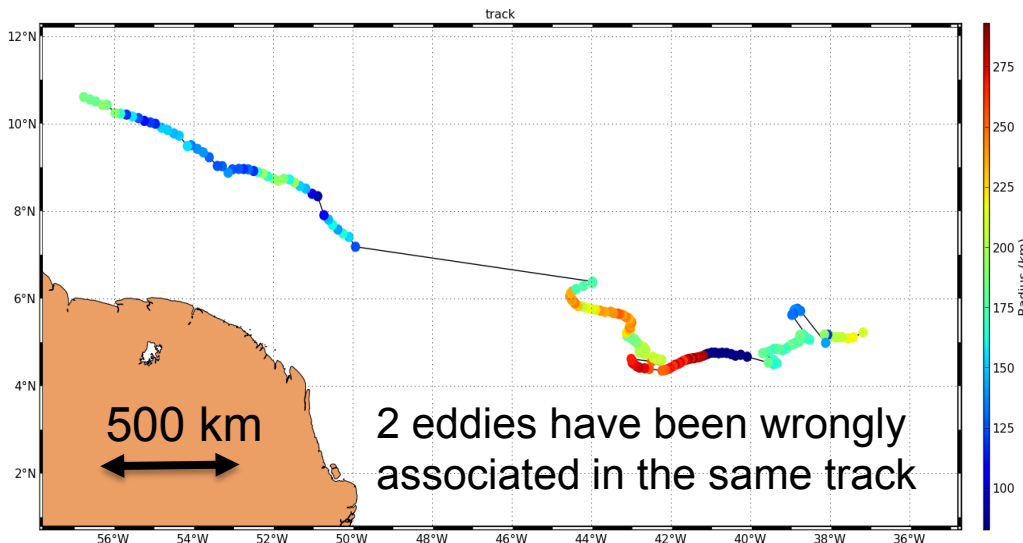 track
12°N
10°N
8°N
6°N
4°N
2°N
56°W 54°W 52°W 50°W 48°W 46°W 44°W 42°W 40°W 38°W 36°W
275
250
225
200
175
150
125
100
Radius (km)
500 km
2 eddies have been wrongly
associated in the same track